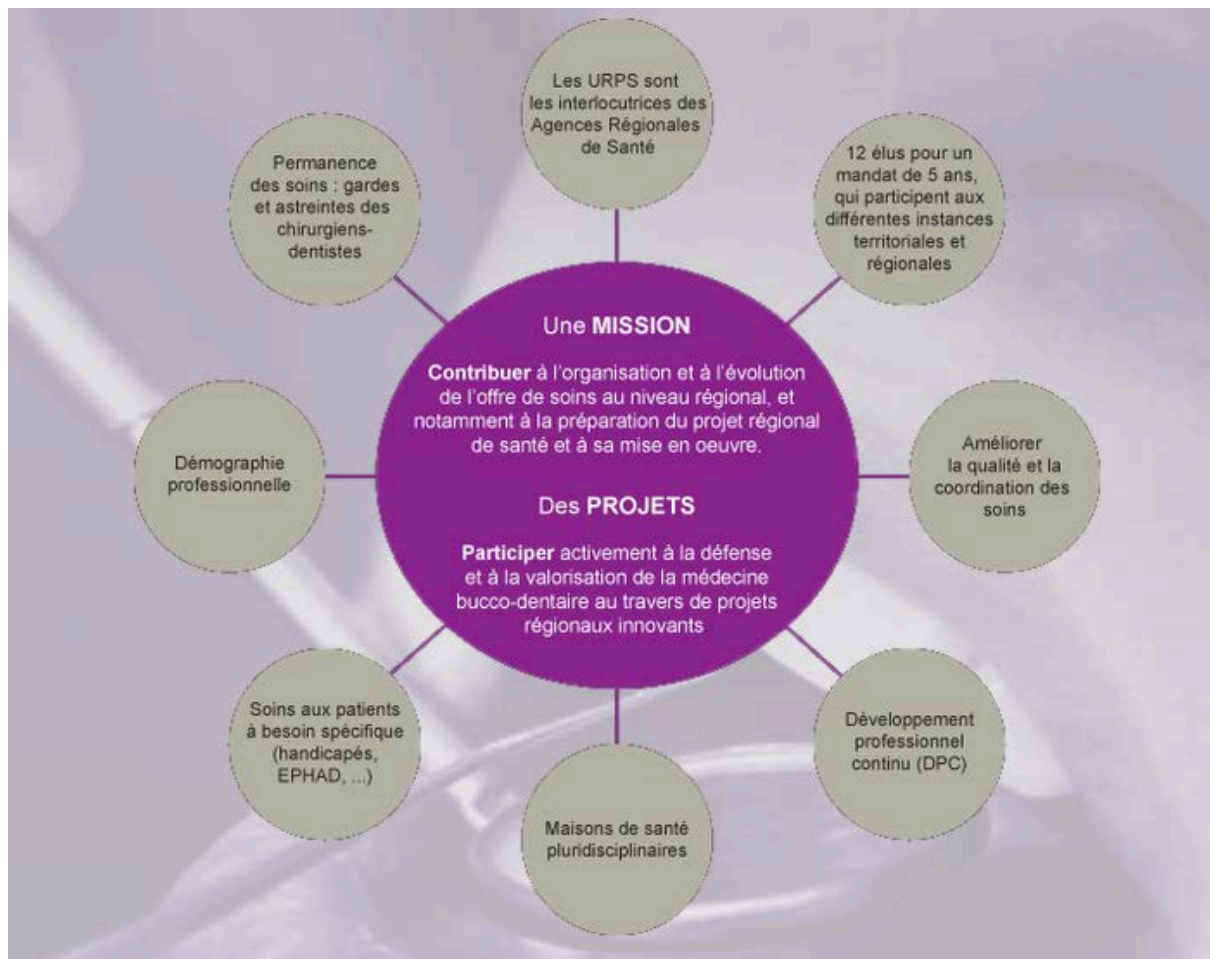 Les URPS sont
les interlocutrices des
Agences Régionales
de Santé
12 élus pour un
mandat de 5 ans,
qui participent aux
différentes instances
territoriales et
régionales
Améliorer
la qualité et la
coordination des
soins
Développement
professionnel
continu (DPC)
Maisons de santé
pluridisciplinaires
Soins aux patients
à besoin spécifique
(handicapés,
EPHAD, ...)
Démographie
professionnelle
Permanence
des soins : gardes
et astreintes des
chirurgiens-
dentistes
Une MISSION
Contribuer à l'organisation et à l'évolution
de l'offre de soins au niveau régional, et
notamment à la préparation du projet régional
de santé et à sa mise en oeuvre.
Des PROJETS
Participer activement à la défense
et à la valorisation de la médecine
bucco-dentaire au travers de projets
régionaux innovants